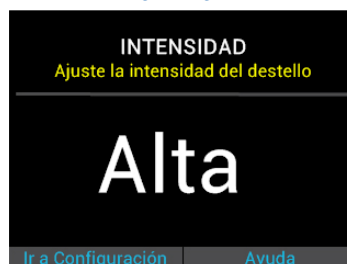 INTENSIDAD
Ajuste la intensidad del destello
Alta
Ir a Configuración Ayuda